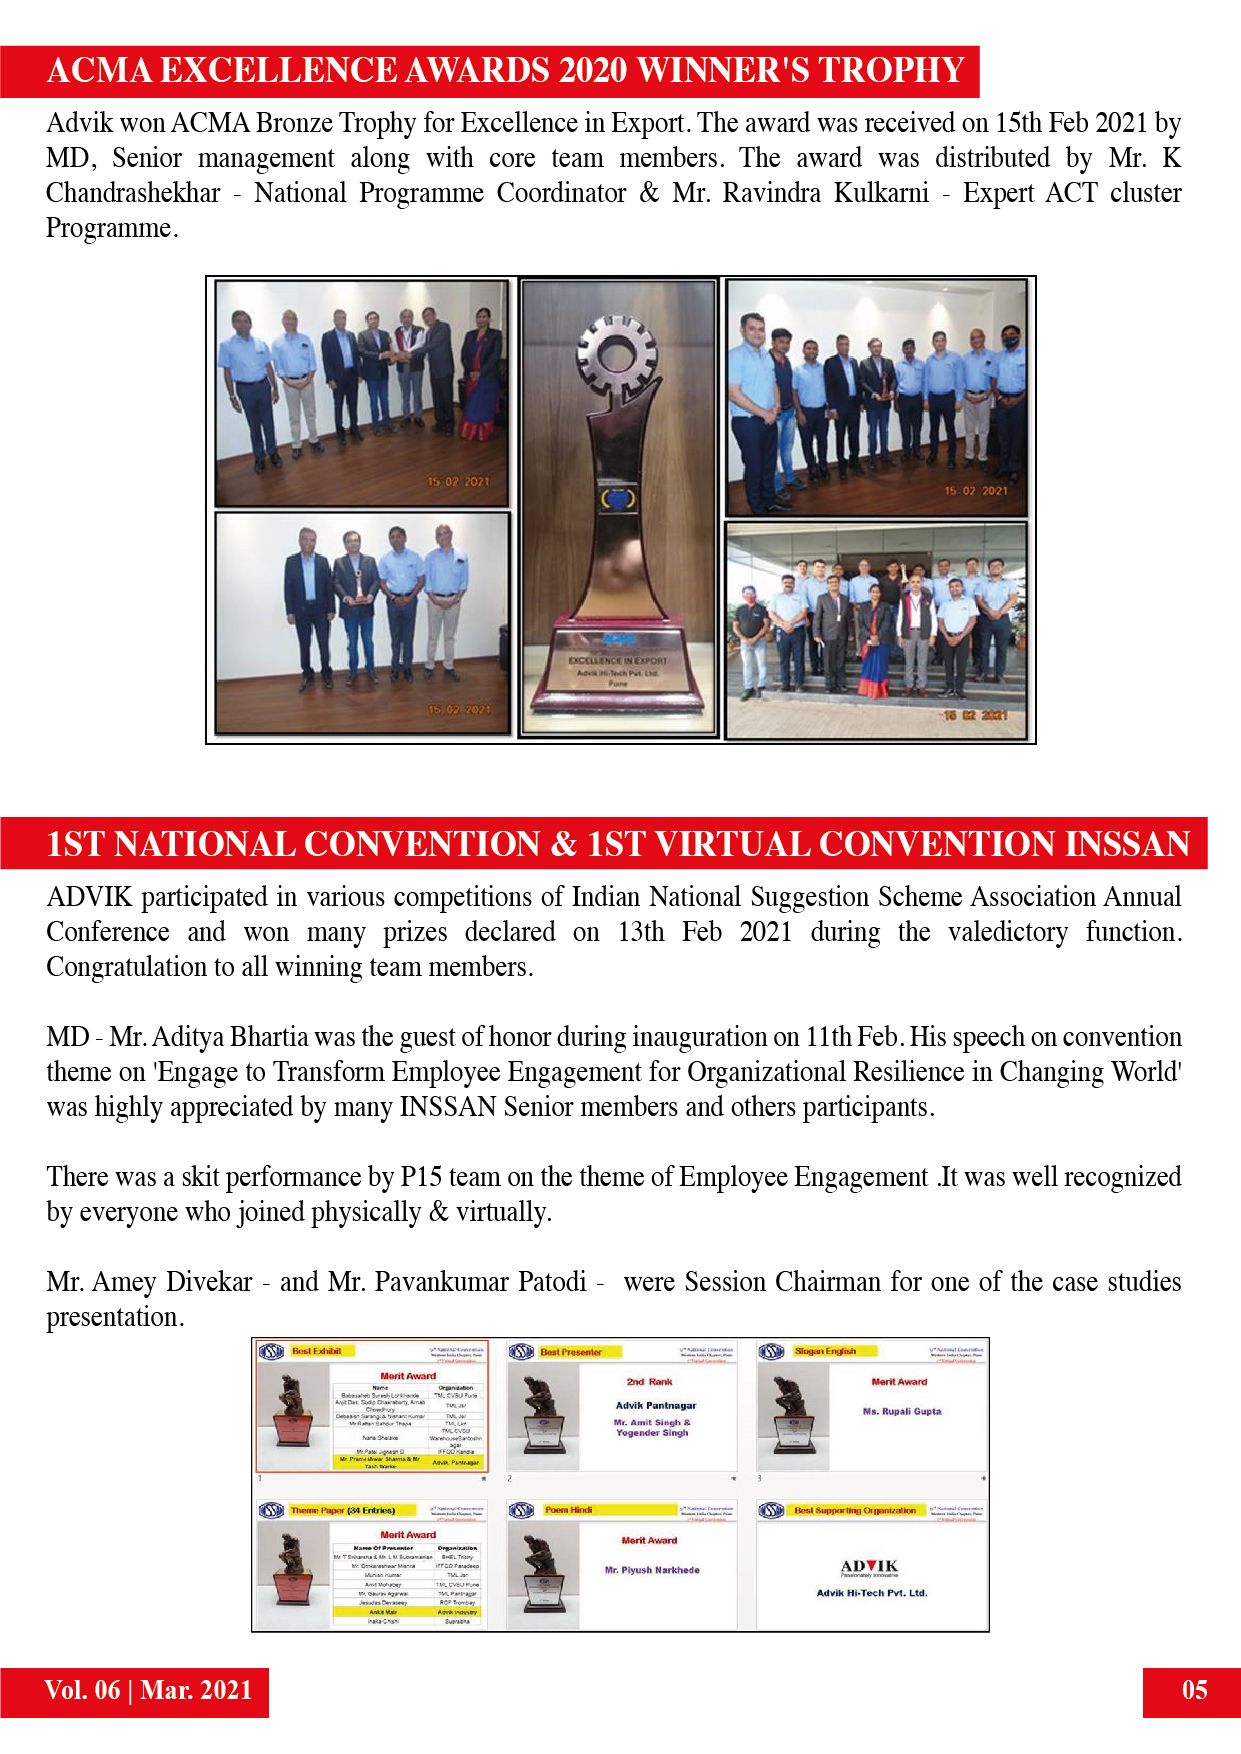 ACMA EXCELLENCE AWARDS 2020 WINNER'S TROPHY
Advik won ACMA Bronze Trophy for Excellence in Export. The award was received on 15th Feb 2021 by
MD, Senior management along with core team members. The award was distributed by Mr. K
Chandrashekhar - National Programme Coordinator & Mr. Ravindra Kulkarni - Expert ACT cluster
Programme.
15 02 2021
15 02 2021
15 02 2021
15 02 2021
ACMA
EXCELLENCE IN EXPORT
Advik Hi-Tech Pvt. Ltd.
Pune
1ST NATIONAL CONVENTION & 1ST VIRTUAL CONVENTION INSSAN
ADVIK participated in various competitions of Indian National Suggestion Scheme Association Annual
Conference and won many prizes declared on 13th Feb 2021 during the valedictory function.
Congratulation to all winning team members.
MD - Mr. Aditya Bhartia was the guest of honor during inauguration on 11th Feb. His speech on convention
theme on 'Engage to Transform Employee Engagement for Organizational Resilience in Changing World'
was highly appreciated by many INSSAN Senior members and others participants.
There was a skit performance by P15 team on the theme of Employee Engagement .It was well recognized
by everyone who joined physically & virtually.
Mr. Amey Divekar - and Mr. Pavankumar Patodi - were Session Chairman for one of the case studies
presentation.
Best Exhibit
Merit Award
Name Organization
Babasaheb Suresh Lohkhande TML CVBU Pune
Arijit Das, Sudip Chakraborty, Arnab Chowdhury TML Jsr
Debasish Sarangi & Nishant Kumar TML Jsr
TML CVBU
Nana Shelake
Mr.Patel Jignesh D IFFCO Kandla
Mr. Prameshwar Sharma & Mr.
Yash Warke Advik, Pantnagar
1
Best Presenter
2nd Rank
Advik Pantnagar
Mr. Amit Singh &
Yogender Singh
2
Slogan English
Merit Award
Ms. Rupali Gupta
3
Theme Paper (34 Entries)
Merit Award
Name Of Presenter Organization
Mr. T Sriharsha & Mr. L M Subramanian BHEL Trichy
Mr. Omkareshwar Mishra IFFCO Paradeep
Munish Kumar TML Jsr
Amit Mohabey TML CVBU Pune
Mr. Gaurav Agarwal TML Pantnagar
Jesudas Devaseey RCF Trombay
Ankit Mair Advik Industry
Suprabha
Poem Hindi
Merit Award
Mr. Piyush Narkhede
Best Supporting Organization
ADVIK
Passionately Innovative
Advik Hi-Tech Pvt. Ltd.
Vol. 06 | Mar. 2021
05